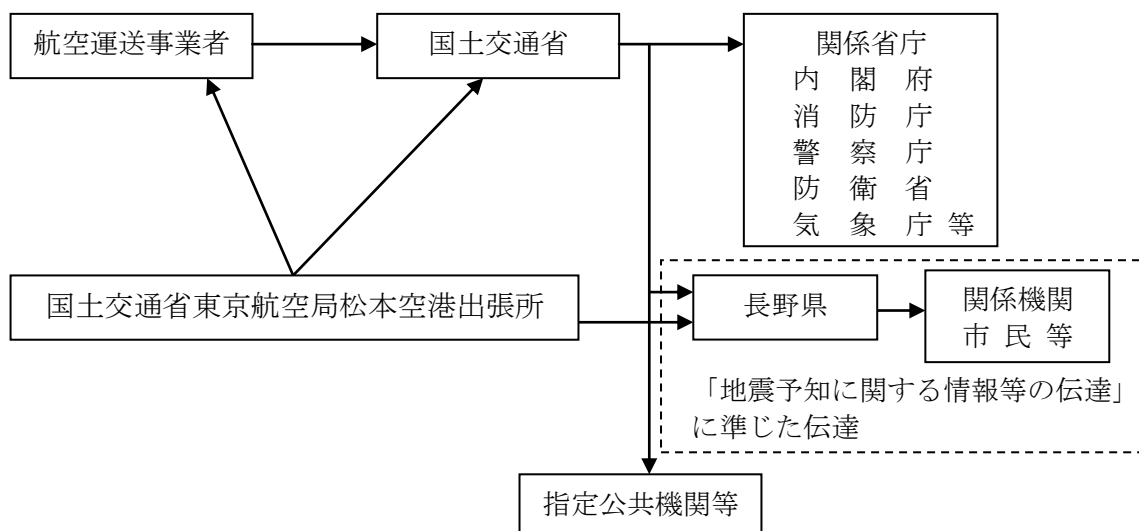 航空運送事業者
国土交通省
関係省庁
内閣府
消防庁
警察庁
防衛省
気象庁等
国土交通省東京航空局松本空港出張所
長野県
関係機関
市民等
「地震予知に関する情報等の伝達」
に準じた伝達
指定公共機関等